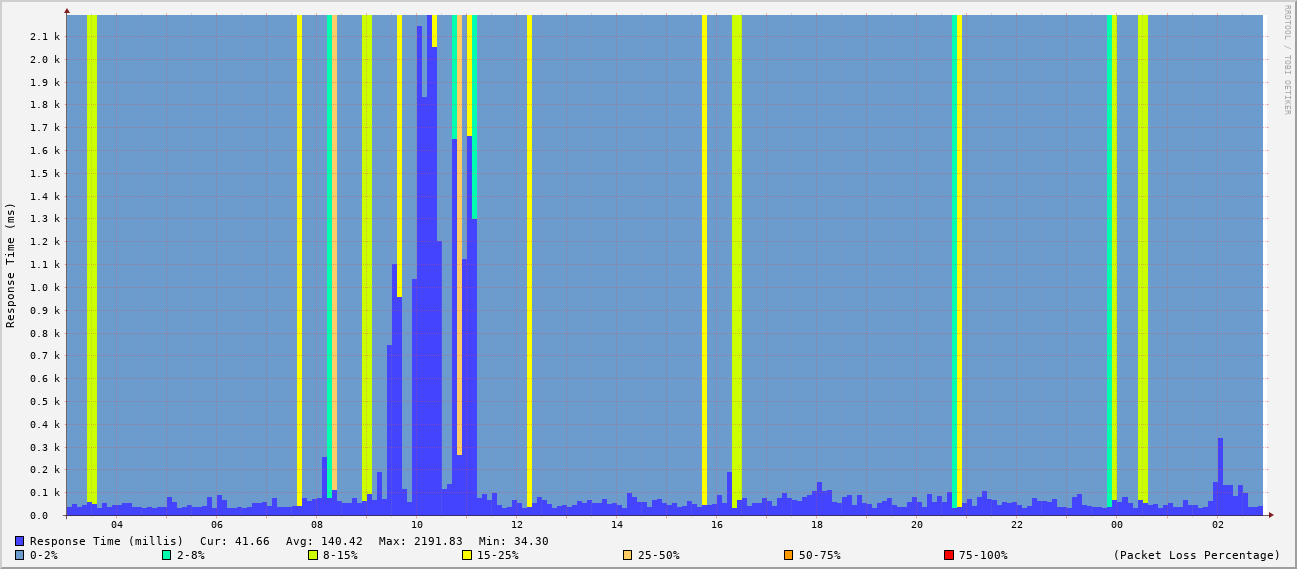 RRDTOOL / TOBI OETIKER
Response Time (ms)
2.1 k
2.0 k
1.9 k
1.8 k
1.7 k
1.6 k
1.5 k
1.4 k
1.3 k
1.2 k
1.1 k
1.0 k
0.9 k
0.8 k
0.7 k
0.6 k
0.5 k
0.4 k
0.3 k
0.2 k
0.1 k
0.0
04 06 08 10 12 14 16 18 20 22 00 02
Response Time (millis) Cur: 41.66 Avg: 140.42 Max: 2191.83 Min: 34.30
0-2% 2-8% 8-15% 15-25% 25-50% 50-75% 75-100% (Packet Loss Percentage)